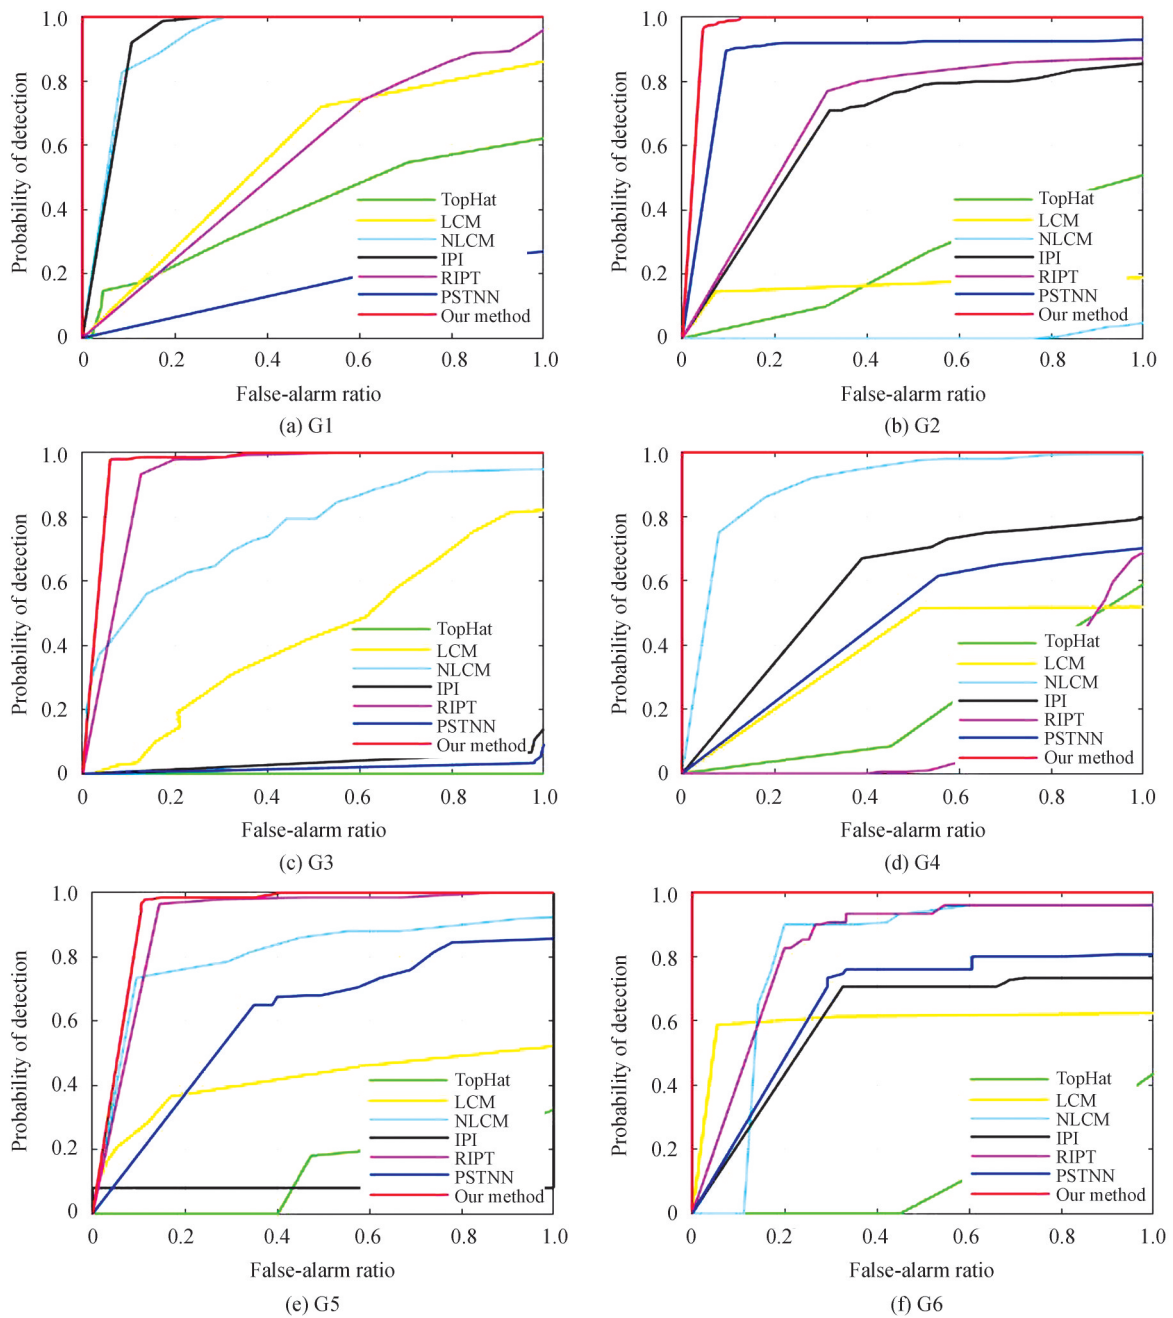 1.0
0.8
0.6
0.4
0.2
0
Probability of detection
TopHat
LCM
NLCM
IPI
RIPT
PSTNN
Our method
0 0.2 0.4 0.6 0.8 1.0
False-alarm ratio
(a) G1
1.0
0.8
0.6
0.4
0.2
0
Probability of detection
TopHat
LCM
NLCM
IPI
RIPT
PSTNN
Our method
0 0.2 0.4 0.6 0.8 1.0
False-alarm ratio
(b) G2
1.0
0.8
0.6
0.4
0.2
0
Probability of detection
TopHat
LCM
NLCM
IPI
RIPT
PSTNN
Our method
0 0.2 0.4 0.6 0.8 1.0
False-alarm ratio
(c) G3
1.0
0.8
0.6
0.4
0.2
0
Probability of detection
TopHat
LCM
NLCM
IPI
RIPT
PSTNN
Our method
0 0.2 0.4 0.6 0.8 1.0
False-alarm ratio
(d) G4
1.0
0.8
0.6
0.4
0.2
0
Probability of detection
TopHat
LCM
NLCM
IPI
RIPT
PSTNN
Our method
0 0.2 0.4 0.6 0.8 1.0
False-alarm ratio
(e) G5
1.0
0.8
0.6
0.4
0.2
0
Probability of detection
TopHat
LCM
NLCM
IPI
RIPT
PSTNN
Our method
0 0.2 0.4 0.6 0.8 1.0
False-alarm ratio
(f) G6